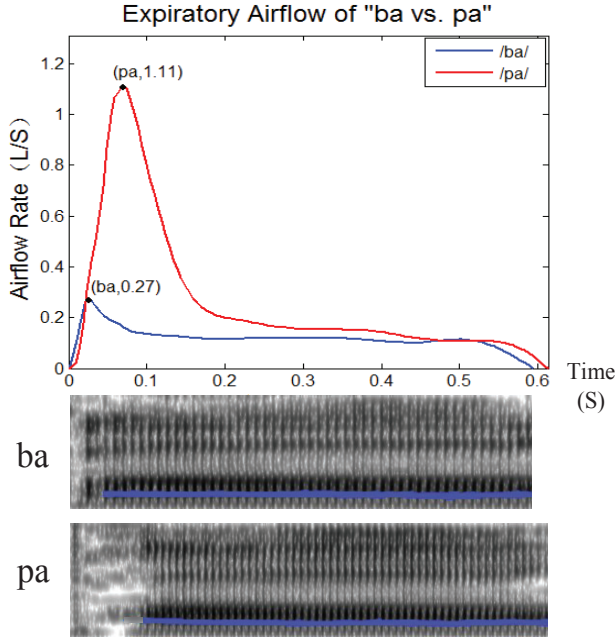 Expiratory Airflow of "ba vs. pa"
/ba/
/pa/
(pa,1.11)
(ba,0.27)
Airflow Rate (L/S)
1.2
1
0.8
0.6
0.4
0.2
0
0 0.1 0.2 0.3 0.4 0.5 0.6
Time
(S)
ba
pa